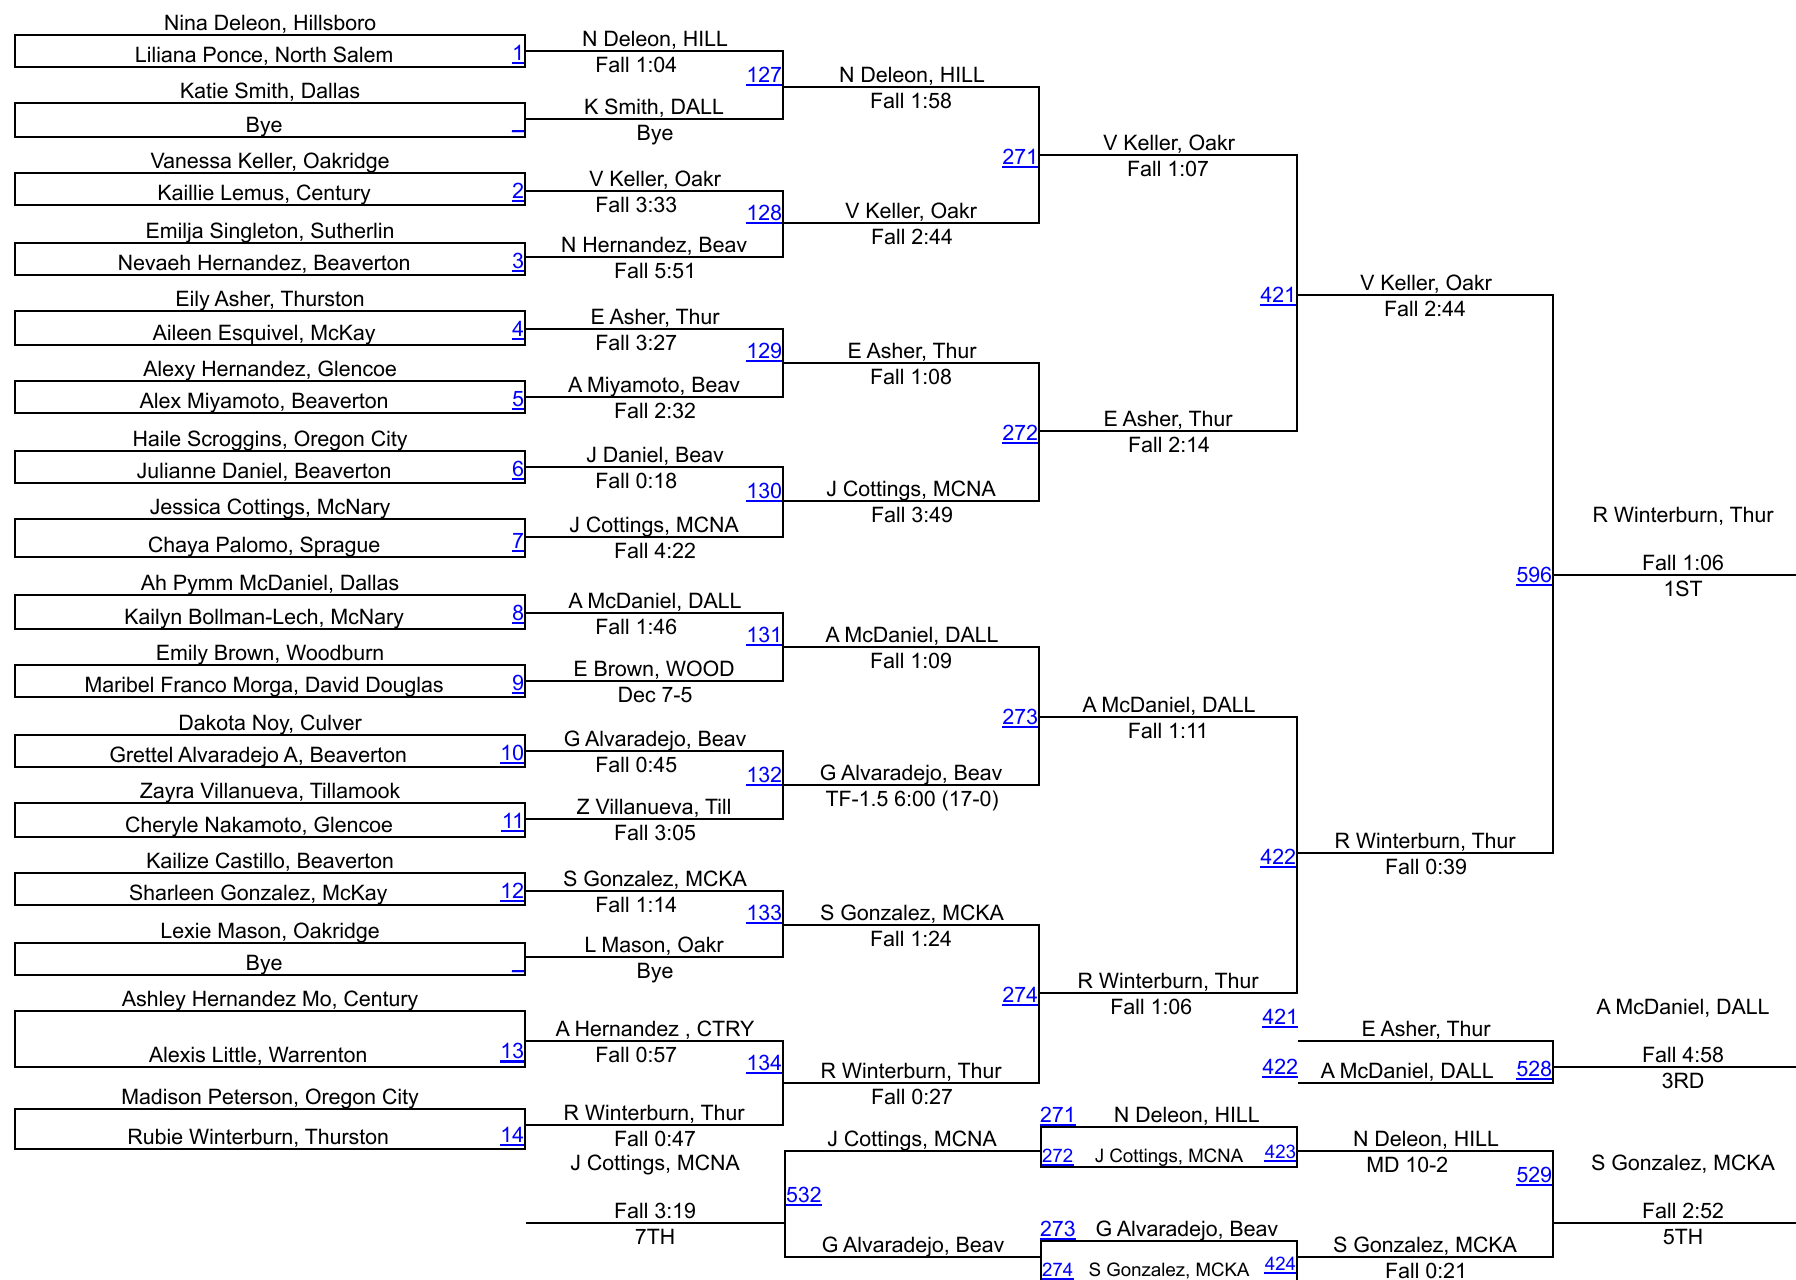 Nina Deleon, Hillsboro
Liliana Ponce, North Salem 1
Katie Smith, Dallas
Bye _
Vanessa Keller, Oakridge
Kaillie Lemus, Century 2
Emilja Singleton, Sutherlin
Nevaeh Hernandez, Beaverton 3
Eily Asher, Thurston
Aileen Esquivel, McKay 4
Alexy Hernandez, Glencoe
Alex Miyamoto, Beaverton 5
Haile Scroggins, Oregon City
Julianne Daniel, Beaverton 6
Jessica Cottings, McNary
Chaya Palomo, Sprague 7
Ah Pymm McDaniel, Dallas
Kailyn Bollman-Lech, McNary 8
Emily Brown, Woodburn
Maribel Franco Morga, David Douglas 9
Dakota Noy, Culver
Grettel Alvaradejo A, Beaverton 10
Zayra Villanueva, Tillamook
Cheryle Nakamoto, Glencoe 11
Kailize Castillo, Beaverton
Sharleen Gonzalez, McKay 12
Lexie Mason, Oakridge
Bye _
Ashley Hernandez Mo, Century
Alexis Little, Warrenton 13
Madison Peterson, Oregon City
Rubie Winterburn, Thurston 14
N Deleon, HILL
Fall 1:04
127
K Smith, DALL
Bye
V Keller, Oakr
Fall 3:33
128
N Hernandez, Beav
Fall 5:51
E Asher, Thur
Fall 3:27
129
A Miyamoto, Beav
Fall 2:32
J Daniel, Beav
Fall 0:18
130
J Cottings, MCNA
Fall 4:22
A McDaniel, DALL
Fall 1:46
131
E Brown, WOOD
Dec 7-5
G Alvaradejo, Beav
Fall 0:45
132
Z Villanueva, Till
Fall 3:05
S Gonzalez, MCKA
Fall 1:14
133
L Mason, Oakr
Bye
A Hernandez , CTRY
Fall 0:57
134
R Winterburn, Thur
Fall 0:47
J Cottings, MCNA
Fall 3:19
7TH
N Deleon, HILL
Fall 1:58
271
V Keller, Oakr
Fall 2:44
E Asher, Thur
Fall 1:08
272
J Cottings, MCNA
Fall 3:49
A McDaniel, DALL
Fall 1:09
273
G Alvaradejo, Beav
TF-1.5 6:00 (17-0)
S Gonzalez, MCKA
Fall 1:24
274
R Winterburn, Thur
Fall 0:27
J Cottings, MCNA
532
G Alvaradejo, Beav
V Keller, Oakr
Fall 1:07
421
E Asher, Thur
Fall 2:14
A McDaniel, DALL
Fall 1:11
422
R Winterburn, Thur
Fall 1:06
271 N Deleon, HILL
272 J Cottings, MCNA 423
273 G Alvaradejo, Beav
274 S Gonzalez, MCKA 424
V Keller, Oakr
Fall 2:44
596
R Winterburn, Thur
Fall 0:39
421 E Asher, Thur
422 A McDaniel, DALL 528
N Deleon, HILL
MD 10-2
529
S Gonzalez, MCKA
Fall 0:21
R Winterburn, Thur
Fall 1:06
1ST
A McDaniel, DALL
Fall 4:58
3RD
S Gonzalez, MCKA
Fall 2:52
5TH